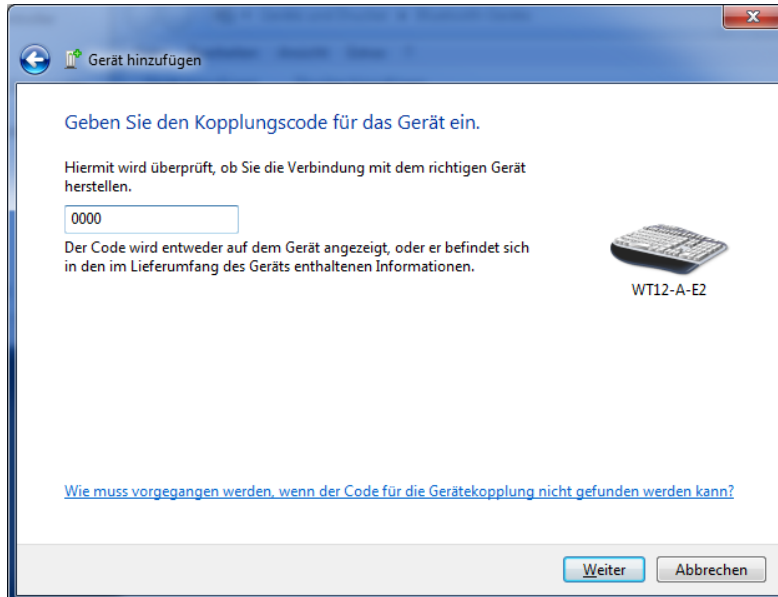 Gerät hinzufügen
Geben Sie den Kopplungscode für das Gerät ein.
Hiermit wird überprüft, ob Sie die Verbindung mit dem richtigen Gerät
herstellen.
0000
Der Code wird entweder auf dem Gerät angezeigt, oder er befindet sich
in den im Lieferumfang des Geräts enthaltenen Informationen.
WT12-A-E2
Wie muss vorgegangen werden, wenn der Code für die Gerätekopplung nicht gefunden werden kann?
Weiter
Abbrechen